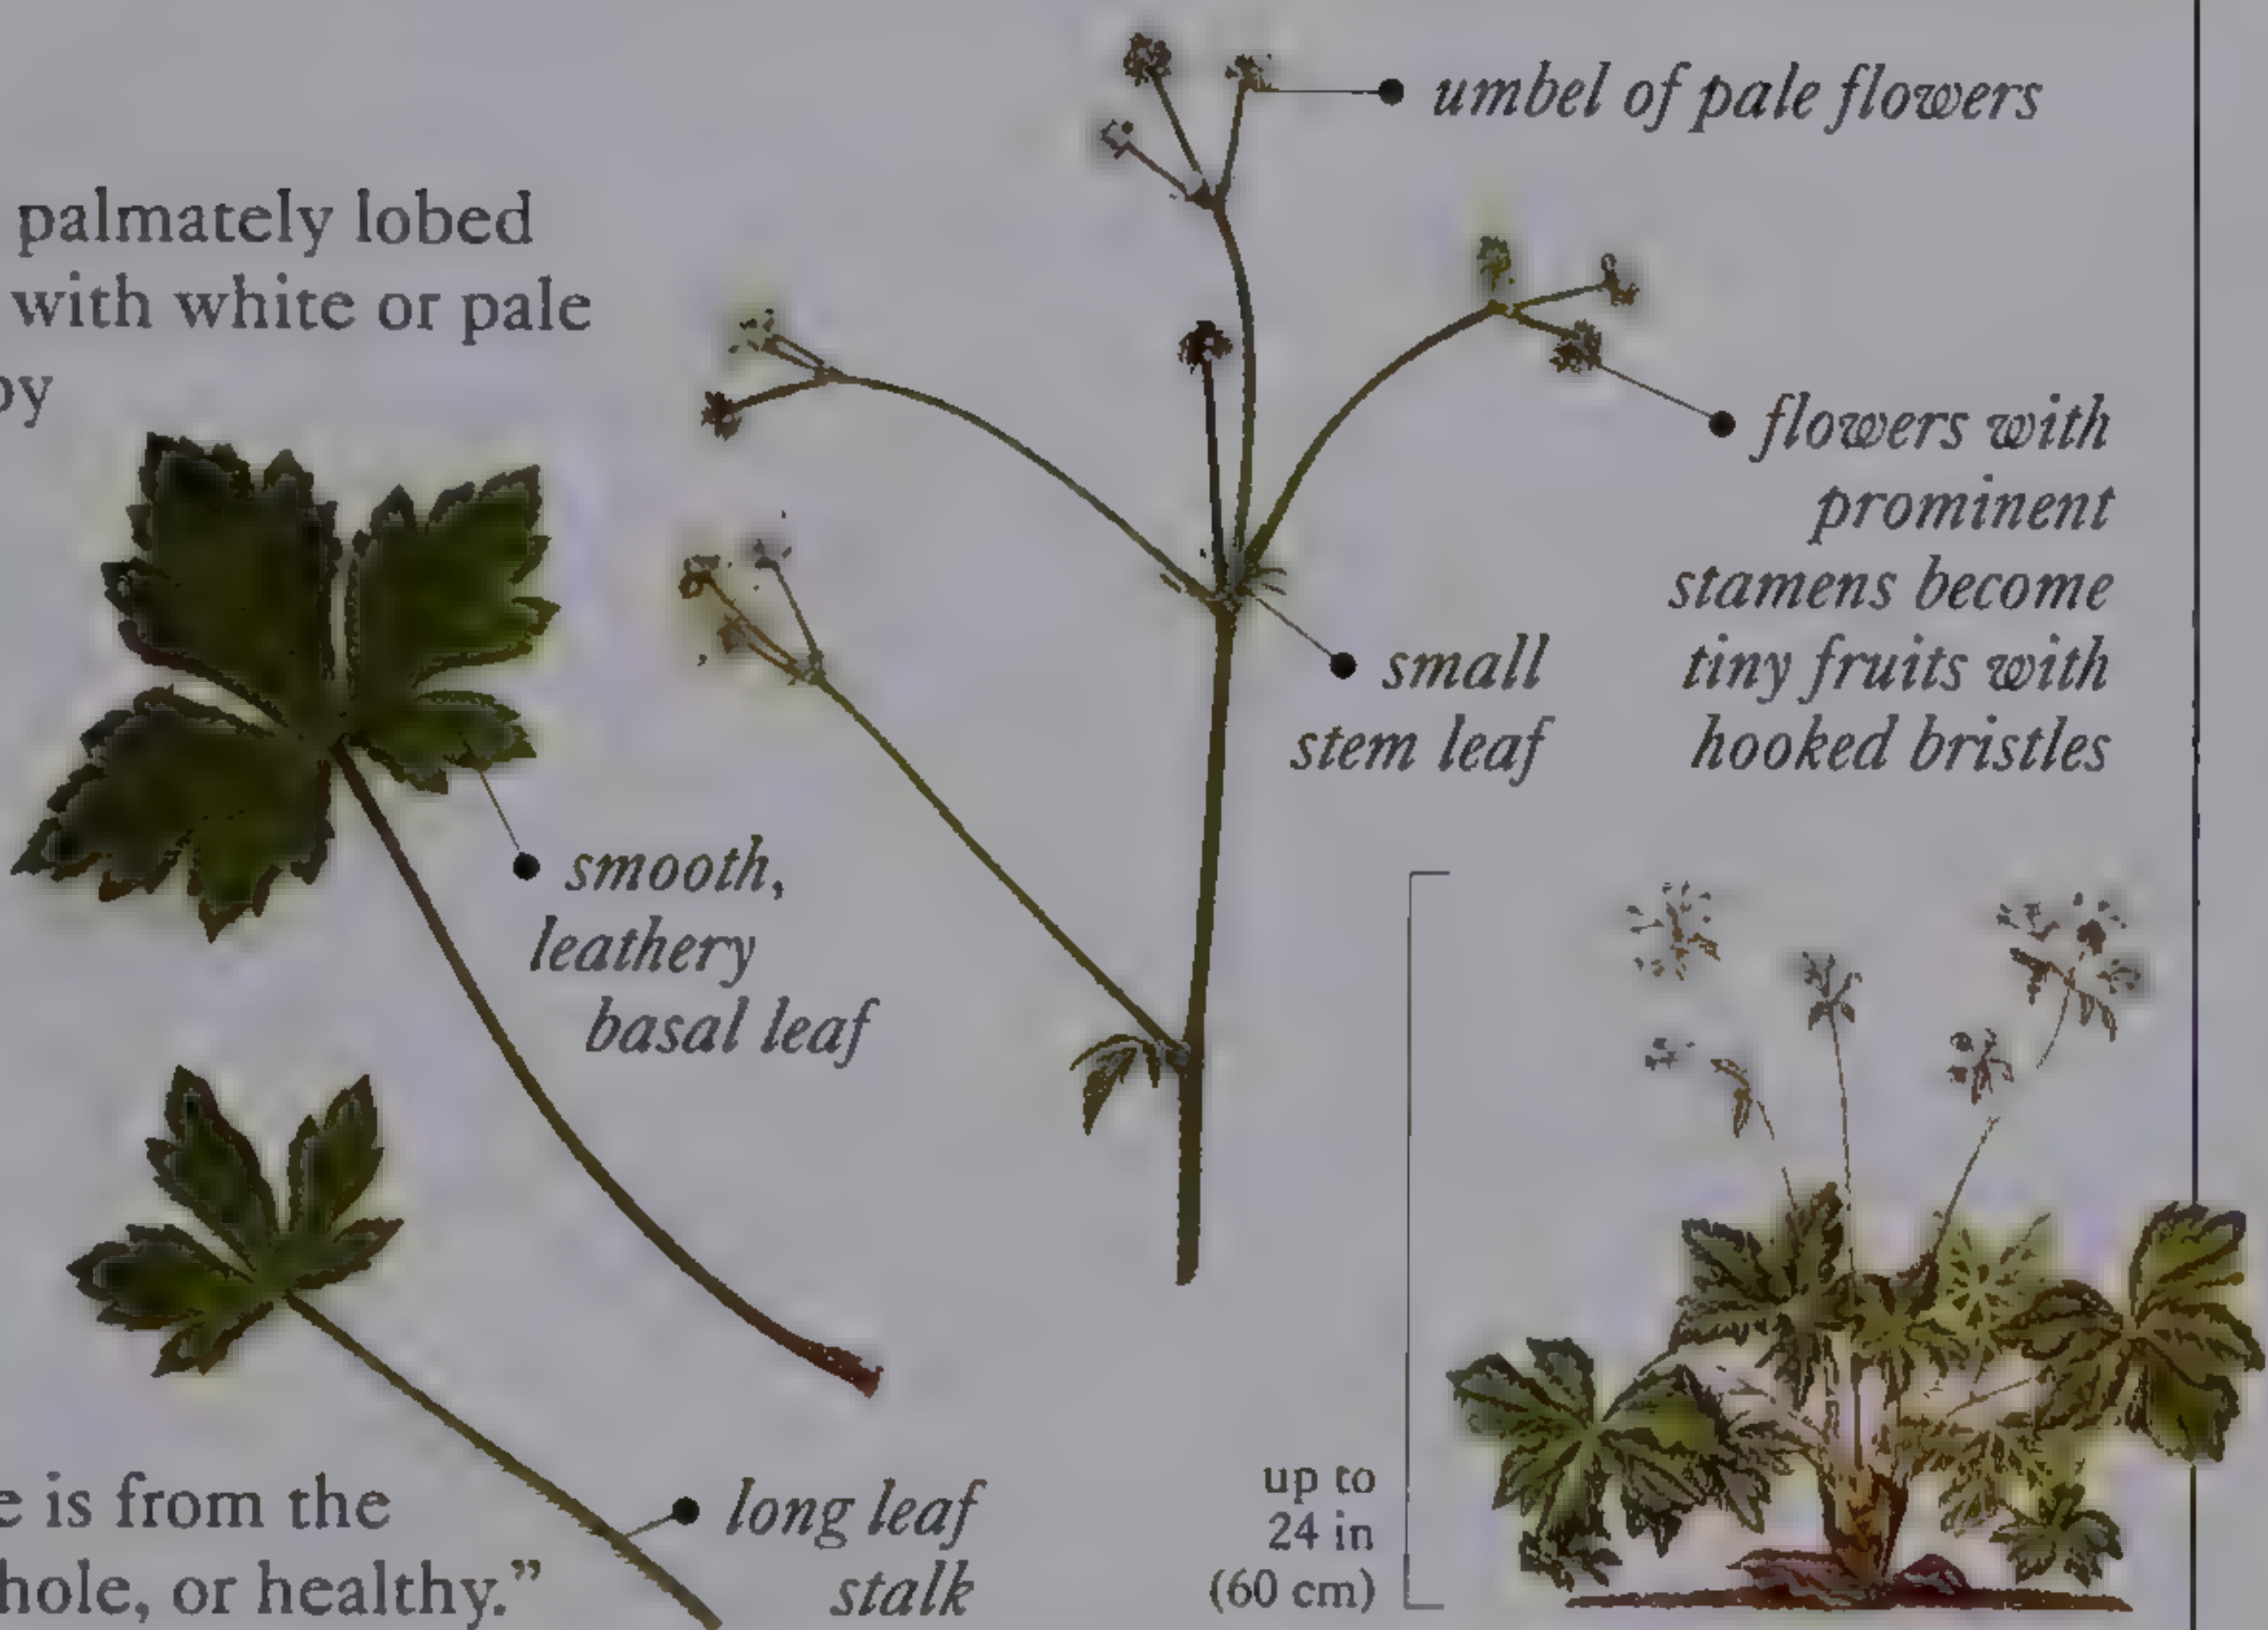 umbel of pale flowers
palmately lobed
with white or pale
by
flowers with
prominent
stamens become
tiny fruits with
hooked bristles
small
stem leaf
smooth,
leathery
basal leaf
long leaf
stalk
up to
24 in
(60 cm)
is from the
hole, or healthy.”